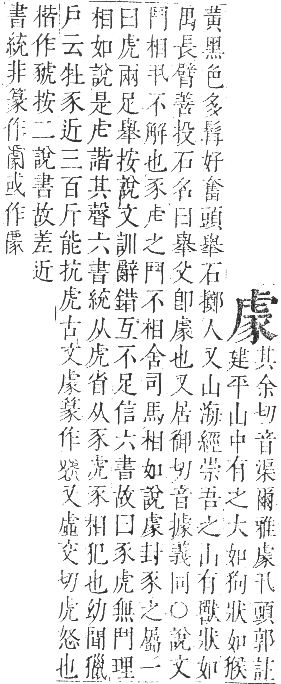 豦其余切音渠爾雅豦丮頭郭註
建平山中有之大如狗狀如猴
黃黑色多髯好奮頭舉石擲人又山海經崇吾之山有獸狀如
禺長臂善投石名曰舉父卽豦也又居御切音據義同○說文
鬥相丮不解也豕虍之鬥不相舍司馬相如說豦封豕之屬一
曰虎兩足舉按說文訓辭錯互不足信六書故曰豕虎無鬥理
相如說是虍諧其聲六書統从虎省从豕虎豕相犯也幼聞獵
戶云牡豕近三百斤能抗虎古文豦篆作又虛交切虎怒也
楷作虓按二說書故差近
書統非篆作或作